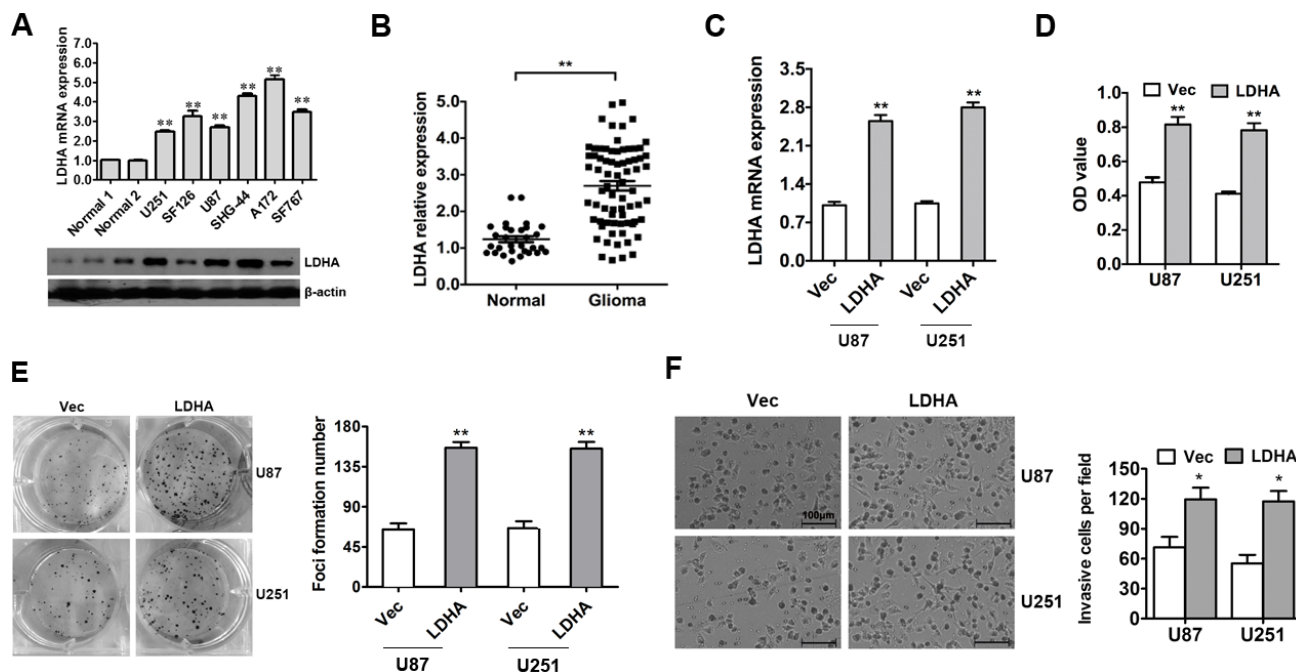 A
LDHA mRNA expression
7.0
6.0
5.0
4.0
3.0
2.0
1.0
0.0
**
**
**
**
**
**
Normal 1
Normal 2
U251
SF126
U87
SHG-44
A172
SF767
LDHA
β-actin
B
LDHA relative expression
5.0
4.0
3.0
2.0
1.0
0.0
**
Normal
Glioma
C
LDHA mRNA expression
3.5
2.6
1.7
0.9
0.0
**
**
Vec
LDHA
Vec
LDHA
U87
U251
D
Vec
LDHA
OD value
1.0
0.8
0.6
0.4
0.2
0.0
**
**
U87
U251
E
Vec
LDHA
U87
U251
Foci formation number
180
135
90
45
0
**
**
Vec
LDHA
Vec
LDHA
U87
U251
F
Vec
LDHA
100μm
U87
U251
Vec
LDHA
Invasive cells per field
150
120
90
60
30
0
*
*
U87
U251